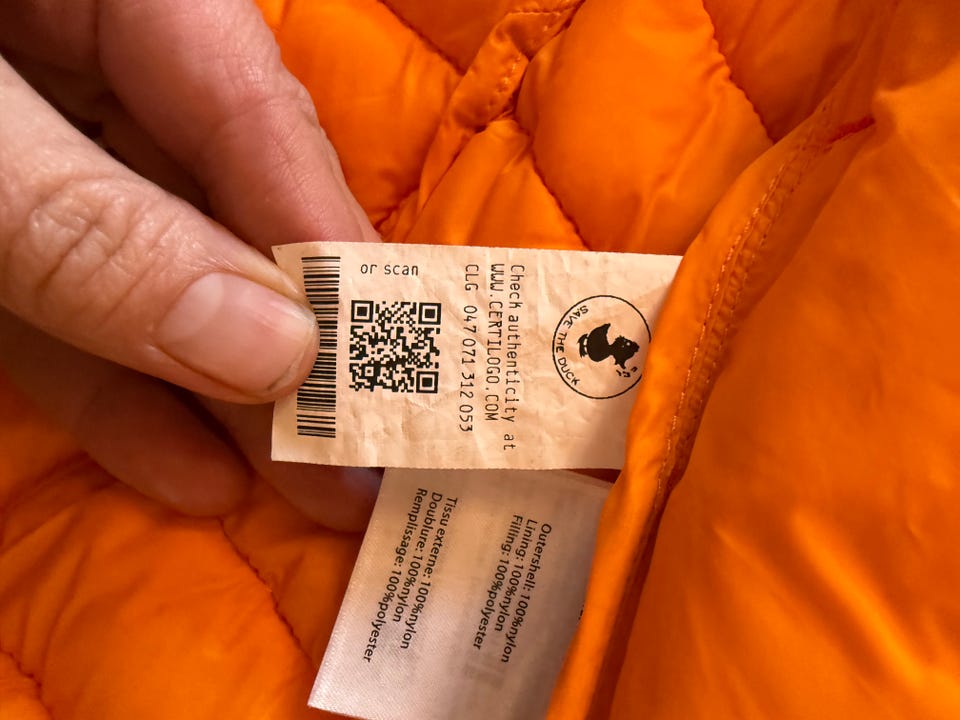 SAVE THE DUCK
Check authenticity at
WWW.CERTILOGO.COM
CLG 047 071 312 053
or scan
Outershell: 100%nylon
Lining: 100%nylon
Filling: 100%polyester
Tissu externe: 100%nylon
Doublure: 100%nylon
Remplissage: 100%polyester